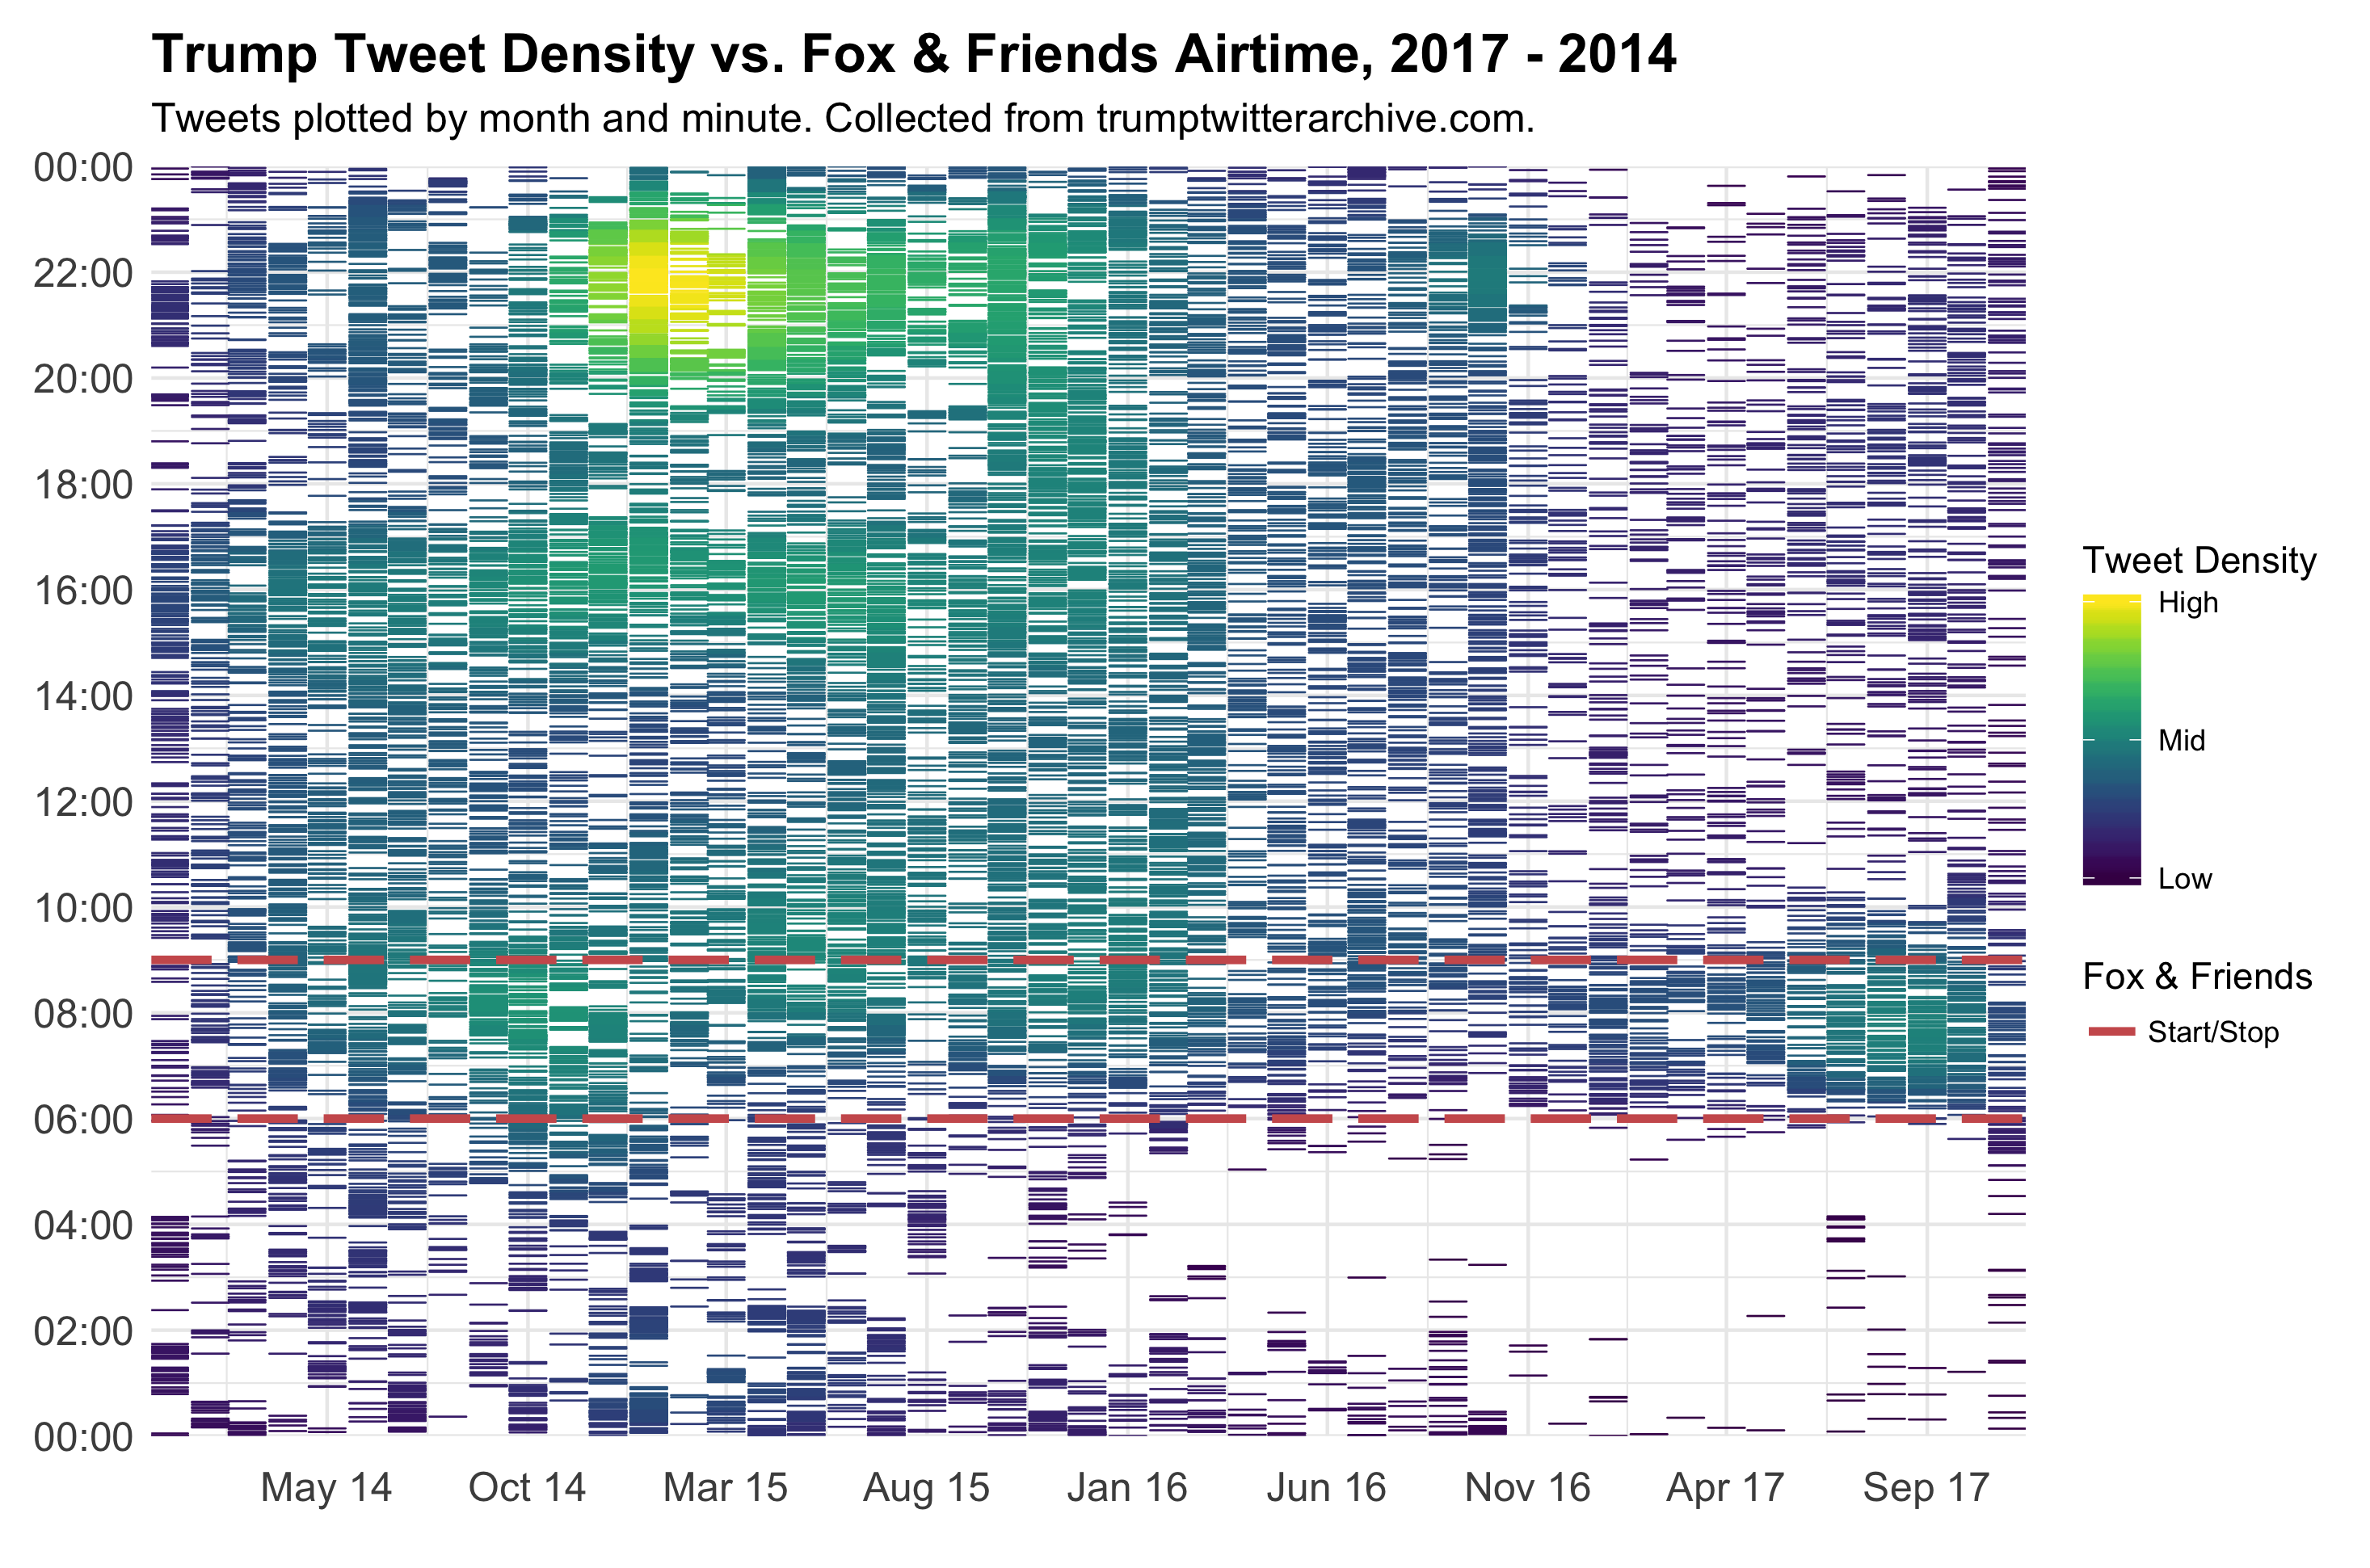 Trump Tweet Density vs. Fox & Friends Airtime, 2017 - 2014
Tweets plotted by month and minute. Collected from trumptwitterarchive.com.
00:00
22:00
20:00
18:00
16:00
14:00
12:00
10:00
08:00
06:00
04:00
02:00
00:00
May 14 Oct 14 Mar 15 Aug 15 Jan 16 Jun 16 Nov 16 Apr 17 Sep 17
Tweet Density
High
Mid
Low
Fox & Friends
Start/Stop